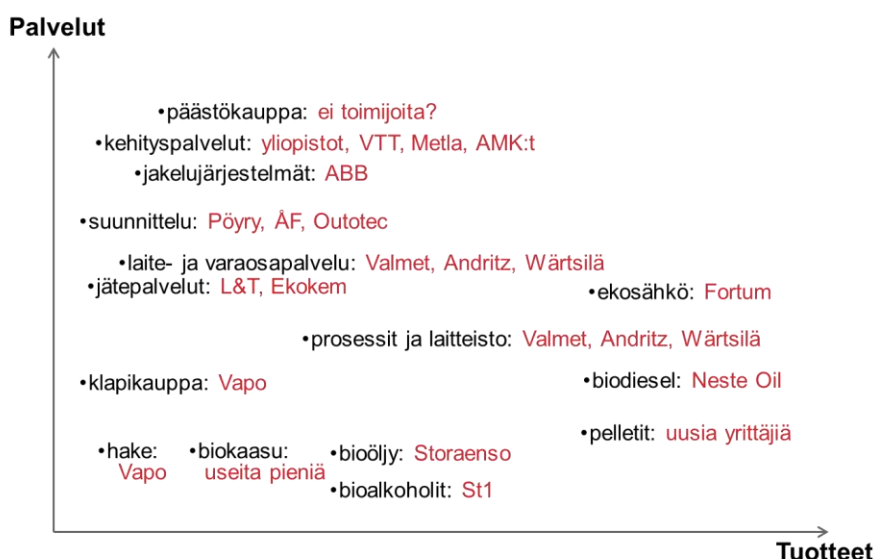 Palvelut
•päästökauppa: ei toimijoita?
•kehityspalvelut: yliopistot, VTT, Metla, AMK:t
•jakelujärjestelmät: ABB
•suunnittelu: Pöyry, ÅF, Outotec
•laite- ja varaosapalvelu: Valmet, Andritz, Wärtsilä
•jätepalvelut: L&T, Ekokem
•ekosähkö: Fortum
•prosessit ja laitteisto: Valmet, Andritz, Wärtsilä
•klapikauppa: Vapo
•biodiesel: Neste Oil
•pelletit: uusia yrittäjiä
•hake:
Vapo
•biokaasu:
useita pieniä
•bioöljy: Storaenso
•bioalkoholit: St1
Tuotteet